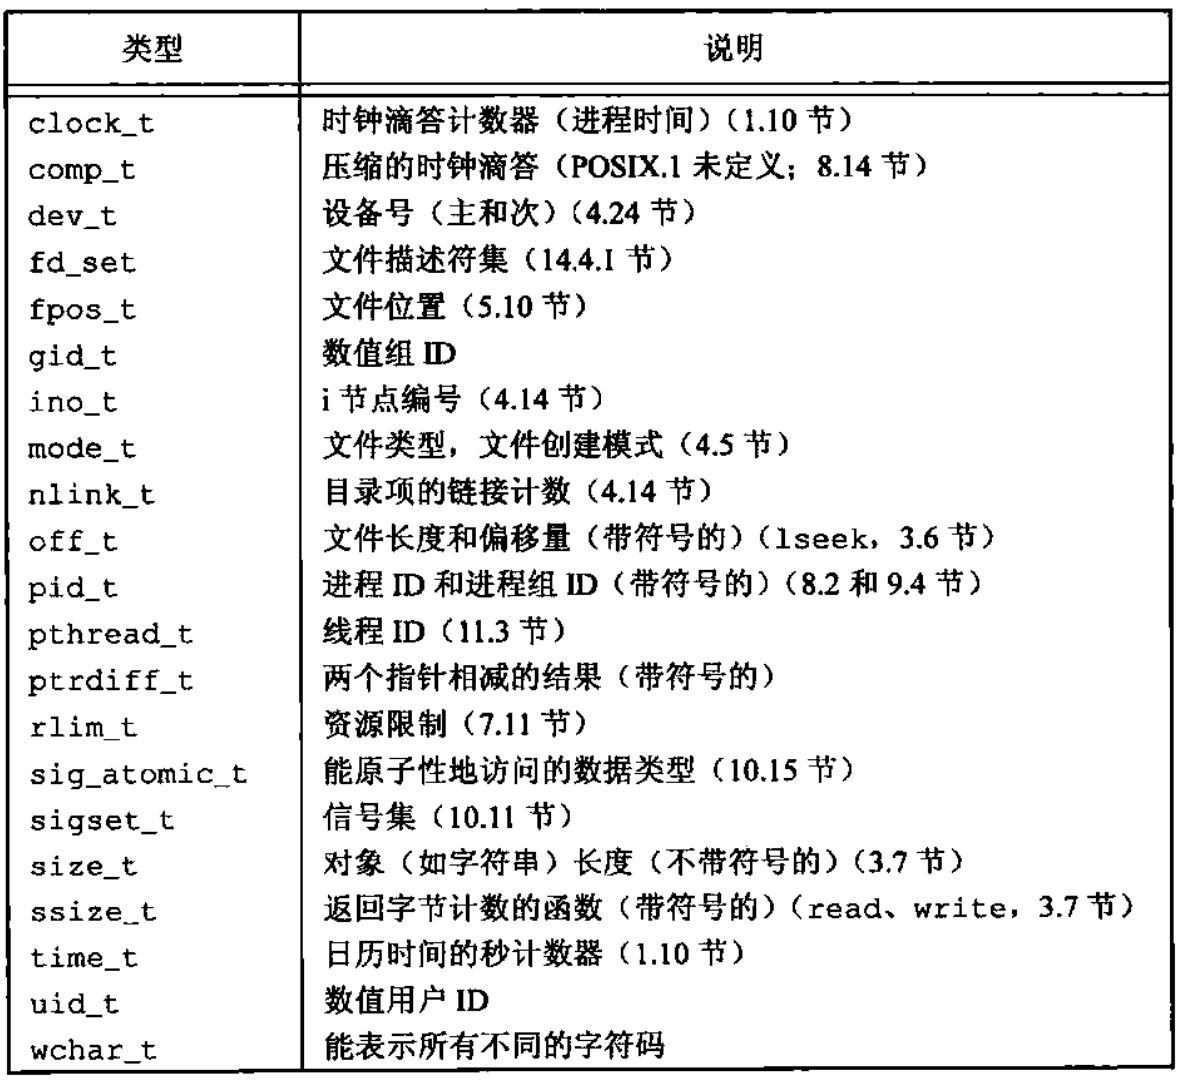 类型 说明
clock_t 时钟滴答计数器（进程时间）（1.10 节）
comp_t 压缩的时钟滴答（POSIX.1 未定义；8.14 节）
dev_t 设备号（主和次）（4.24 节）
fd_set 文件描述符集（14.4.1 节）
fpos_t 文件位置（5.10 节）
gid_t 数值组 ID
ino_t i 节点编号（4.14 节）
mode_t 文件类型，文件创建模式（4.5 节）
nlink_t 目录项的链接计数（4.14 节）
off_t 文件长度和偏移量（带符号的）（lseek，3.6 节）
pid_t 进程 ID 和进程组 ID（带符号的）（8.2 和 9.4 节）
pthread_t 线程 ID（11.3 节）
ptrdiff_t 两个指针相减的结果（带符号的）
rlim_t 资源限制（7.11 节）
sig_atomic_t 能原子性地访问的数据类型（10.15 节）
sigset_t 信号集（10.11 节）
size_t 对象（如字符串）长度（不带符号的）（3.7 节）
ssize_t 返回字节计数的函数（带符号的）（read、write，3.7 节）
time_t 日历时间的秒计数器（1.10 节）
uid_t 数值用户 ID
wchar_t 能表示所有不同的字符码